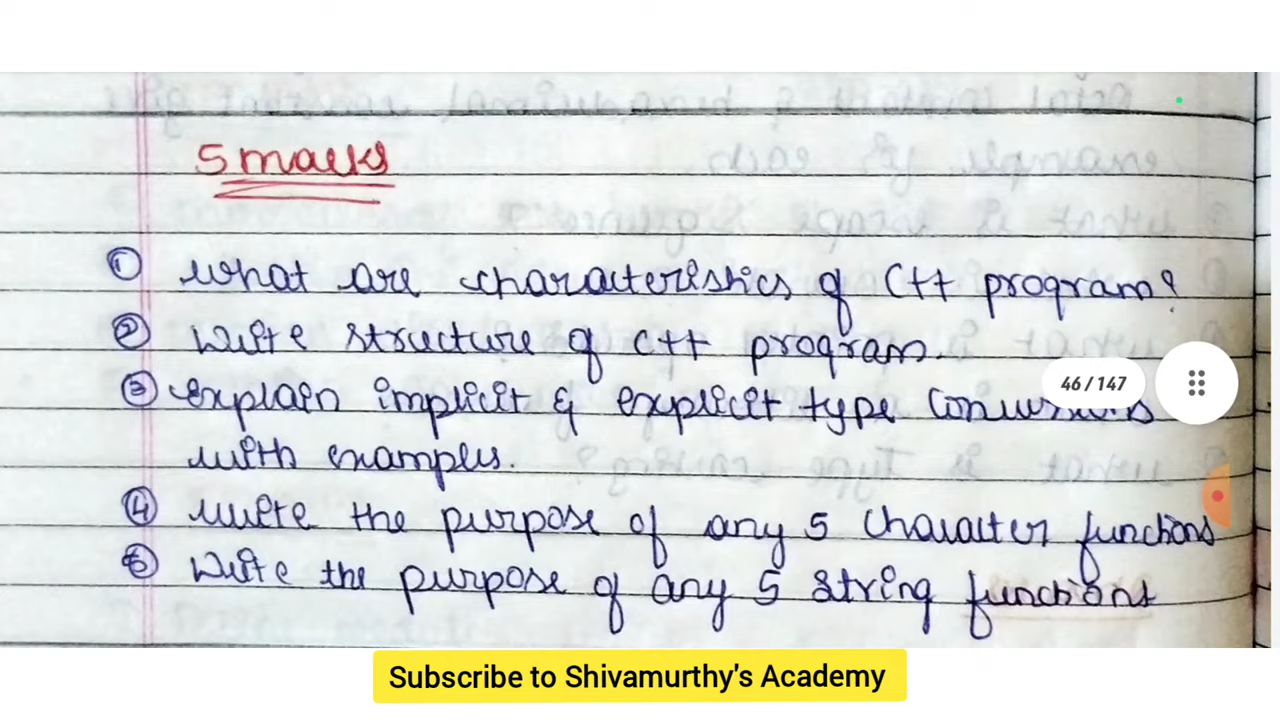 5 marks
① What are characteristics of C++ program?
② Write structure of C++ program.
③ explain implicit & explicit type conversions
46 / 147
with examples.
④ Write the purpose of any 5 character functions
⑤ Write the purpose of any 5 string functions
Subscribe to Shivamurthy's Academy